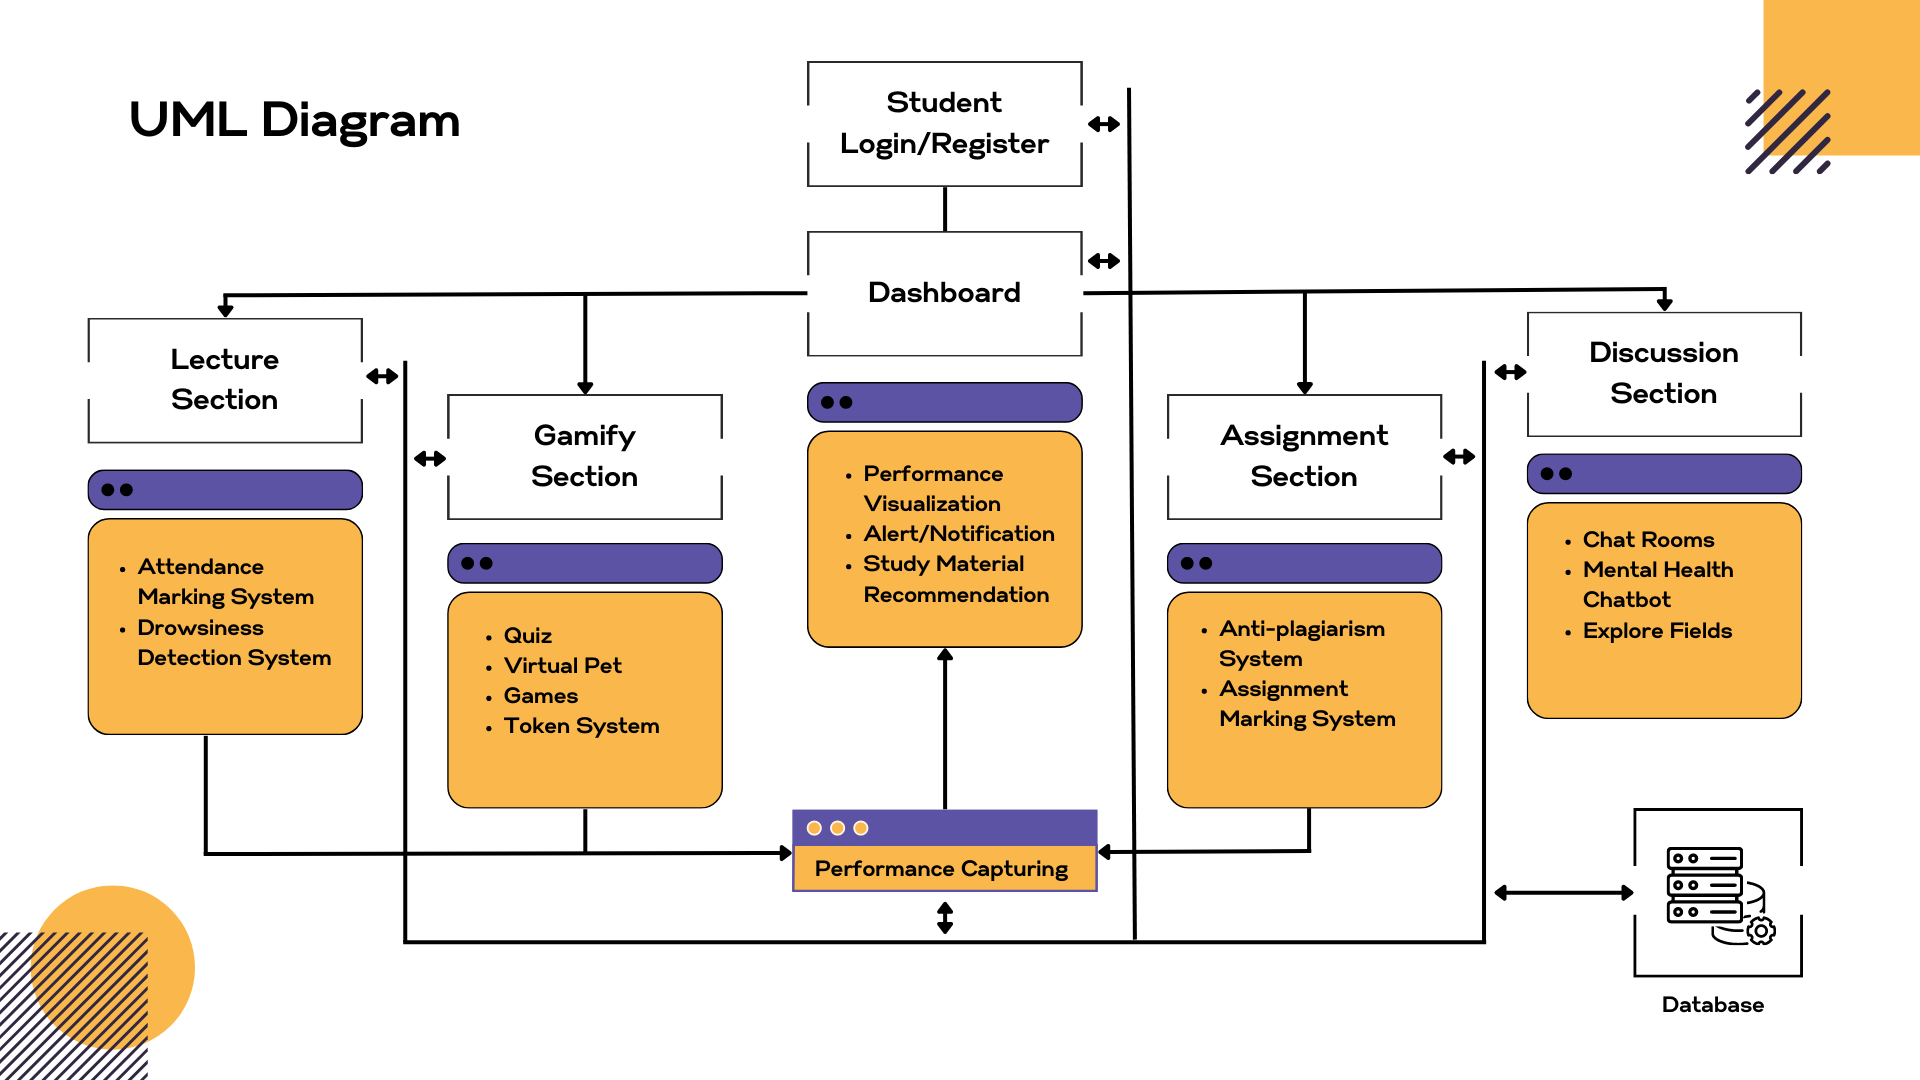 UML Diagram
Student
Login/Register
Dashboard
Lecture
Section
Gamify
Section
Assignment
Section
Discussion
Section
• Attendance
Marking System
• Drowsiness
Detection System
• Quiz
• Virtual Pet
• Games
• Token System
• Performance
Visualization
• Alert/Notification
• Study Material
Recommendation
• Anti-plagiarism
System
• Assignment
Marking System
• Chat Rooms
• Mental Health
Chatbot
• Explore Fields
Performance Capturing
Database